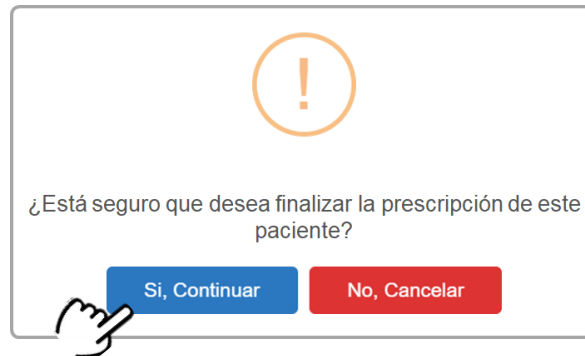 !
¿Está seguro que desea finalizar la prescripción de este
paciente?
Si, Continuar
No, Cancelar